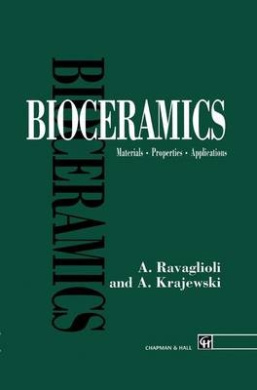 BIOCERAMICS
BIOCERAMICS
Materials · Properties · Applications
A. Ravaglioli
and A. Krajewski
CHAPMAN & HALL